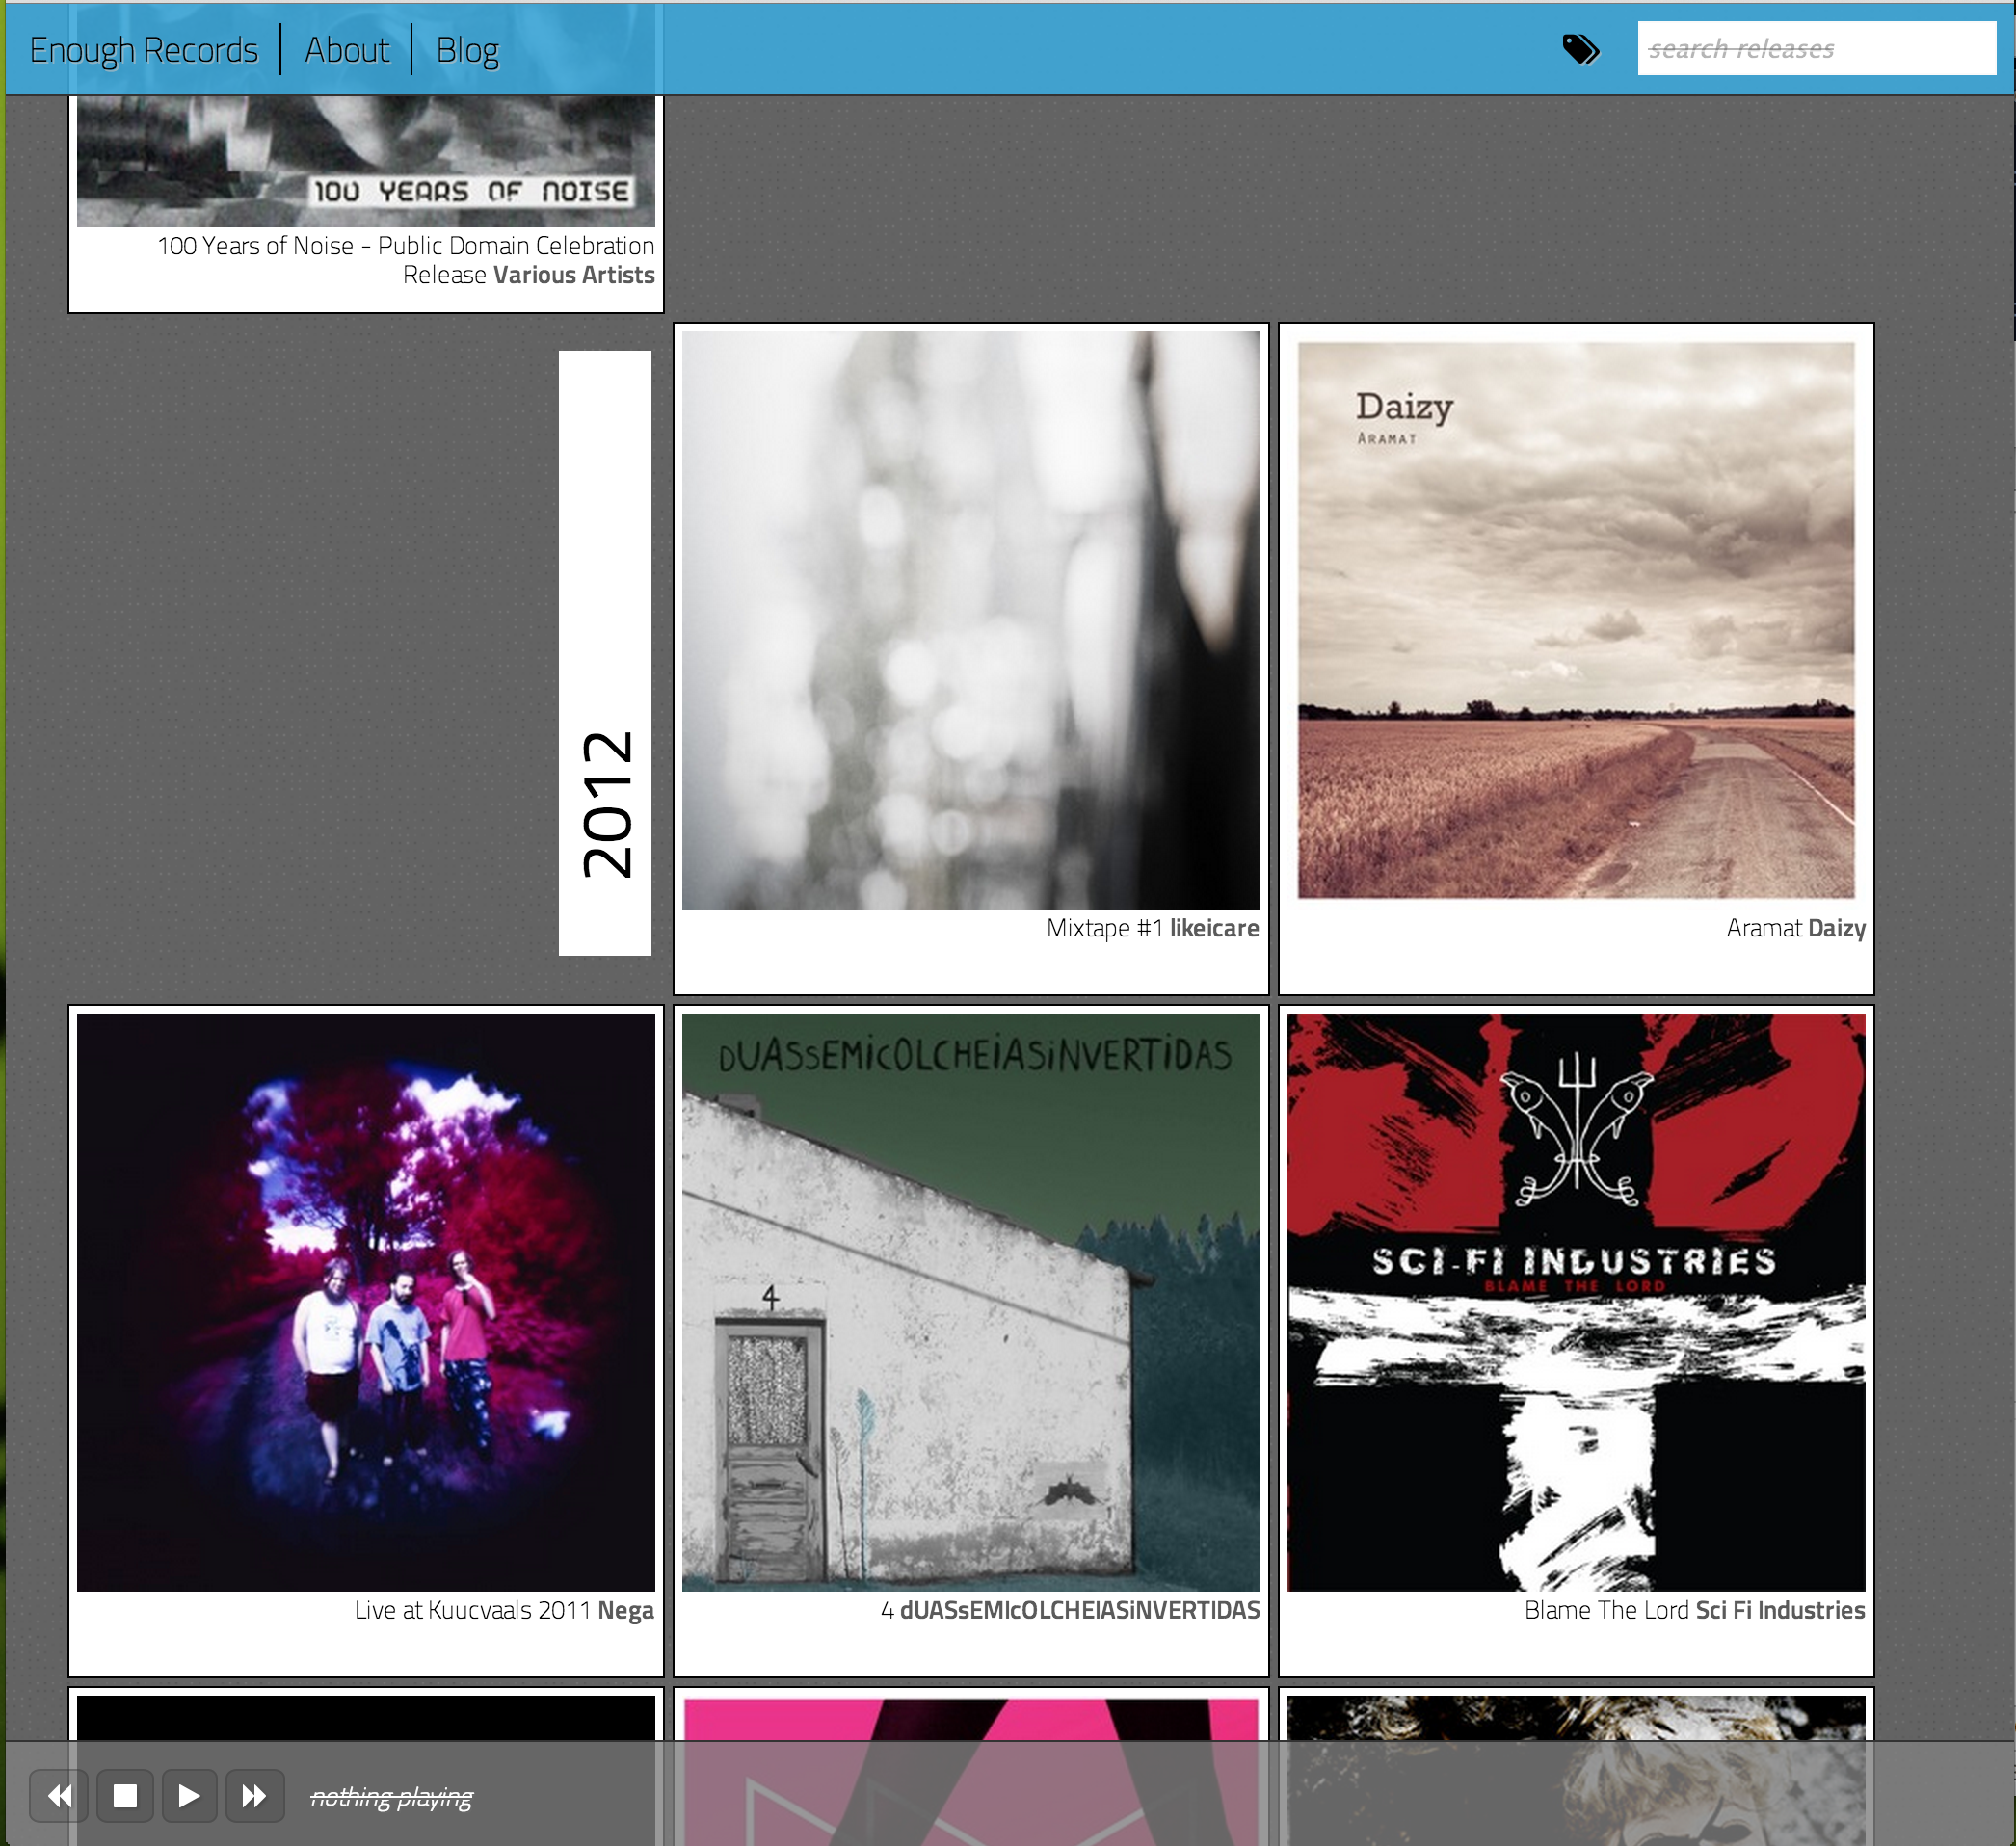 Enough Records
About
Blog
search releases
100 YEARS OF NOISE
100 Years of Noise - Public Domain Celebration
Release Various Artists
2012
Daizy
ARAMAT
Mixtape #1 likeicare
Aramat Daizy
dUASsEMicOLCHEiASiNVERTiDAS
4
SCI-FI INDUSTRIES
BLAME THE LORD
Live at Kuucvaals 2011 Nega
4 dUASsEMIcOLCHEIASiNVERTIDAS
Blame The Lord Sci Fi Industries
nothing playing